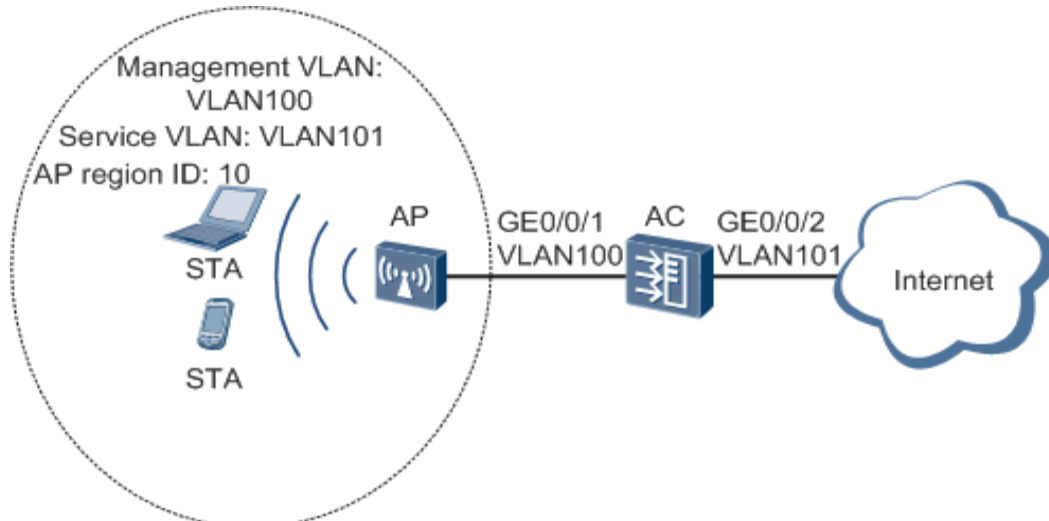 Management VLAN:
VLAN100
Service VLAN: VLAN101
AP region ID: 10
STA
STA
AP
GE0/0/1
VLAN100
AC
GE0/0/2
VLAN101
Internet